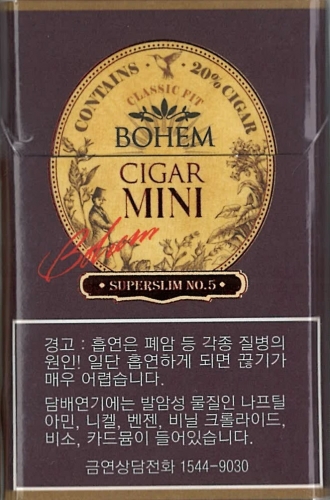 CONTAINS · 20% CIGAR
CLASSIC FIT
BOHEM
CIGAR
MINI
Bohem
SUPERSLIM NO.5
경고 : 흡연은 폐암 등 각종 질병의
원인!! 일단 흡연하게 되면 끊기가
매우 어렵습니다.
담배연기에는 발암성 물질인 나프틸
아민, 니켈, 벤젠, 비닐 크롤라이드,
비소, 카드뮴이 들어있습니다.
금연상담전화 1544-9030